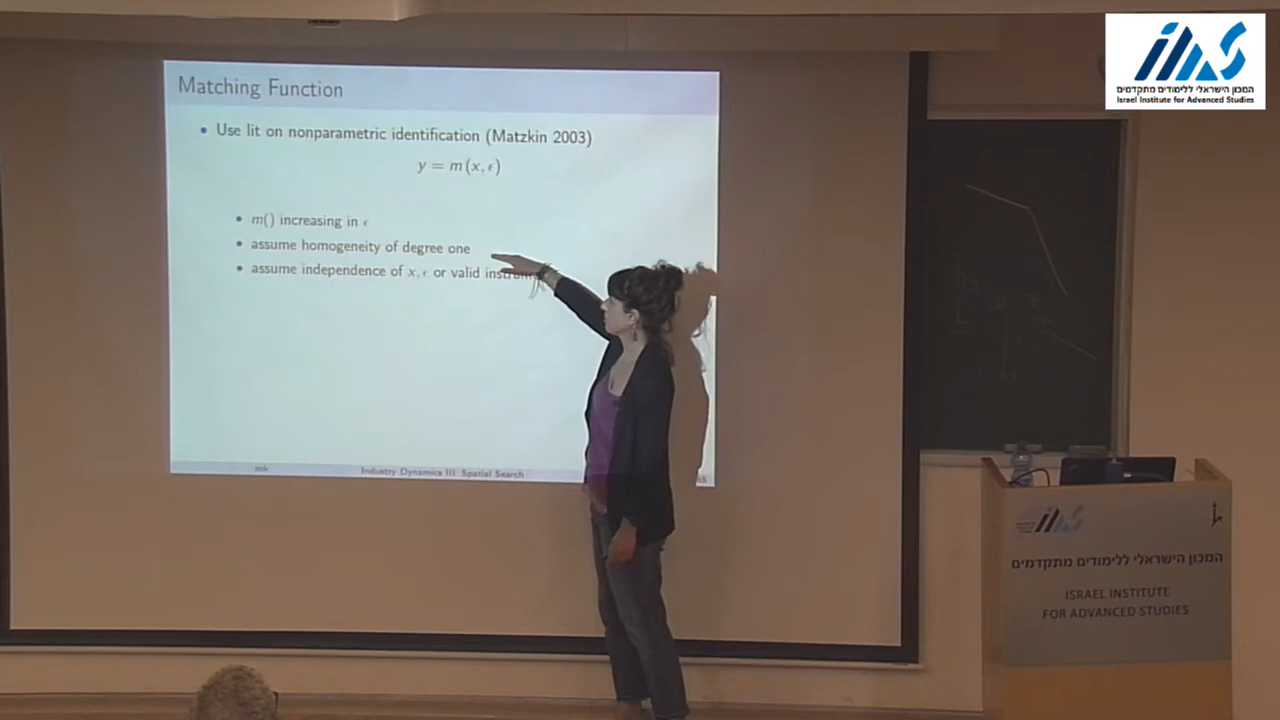 Matching Function
• Use lit on nonparametric identification (Matzkin 2003)
y = m(x, ϵ)
• m() increasing in ϵ
• assume homogeneity of degree one
• assume independence of x, ϵ or valid
Industry Dynamics III: Spatial Search
המכון הישראלי ללימודים מתקדמים
Israel Institute for Advanced Studies
המכון הישראלי ללימודים מתקדמים
ISRAEL INSTITUTE
FOR ADVANCED STUDIES